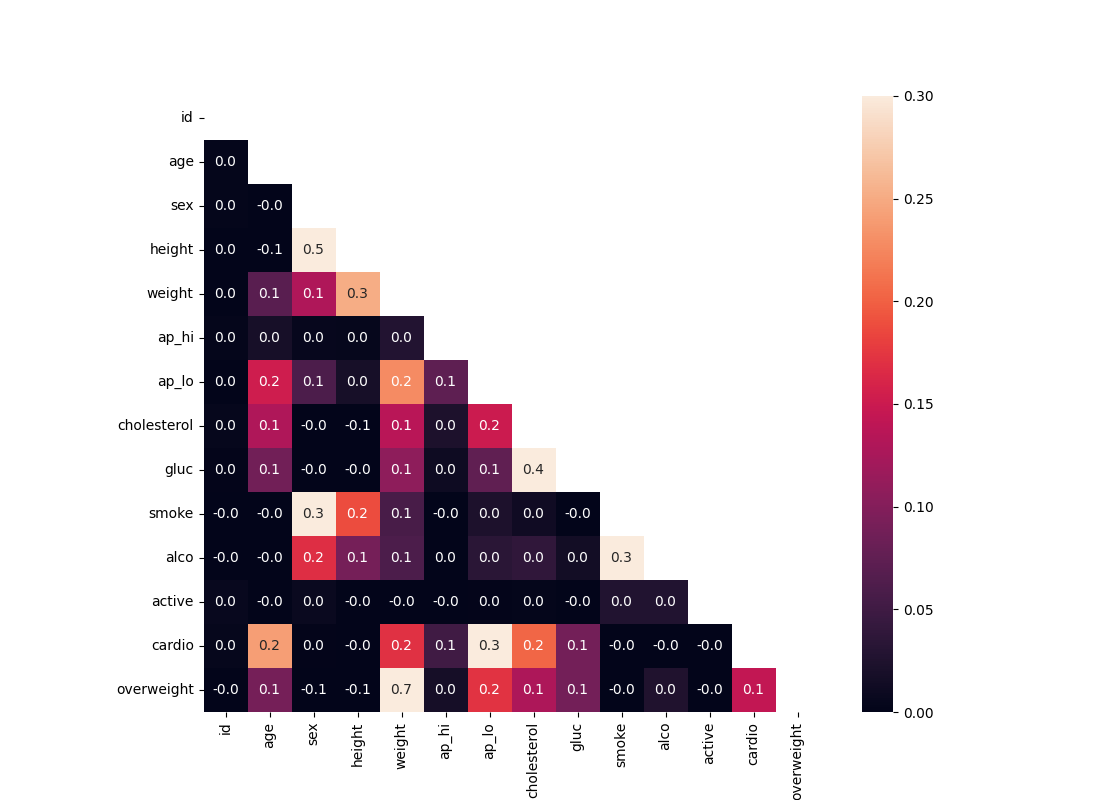 id
age 0.0
sex 0.0 -0.0
height 0.0 -0.1 0.5
weight 0.0 0.1 0.1 0.3
ap_hi 0.0 0.0 0.0 0.0 0.0
ap_lo 0.0 0.2 0.1 0.0 0.2 0.1
cholesterol 0.0 0.1 -0.0 -0.1 0.1 0.0 0.2
gluc 0.0 0.1 -0.0 -0.0 0.1 0.0 0.1 0.4
smoke -0.0 -0.0 0.3 0.2 0.1 -0.0 0.0 0.0 -0.0
alco -0.0 -0.0 0.2 0.1 0.1 0.0 0.0 0.0 0.0 0.3
active 0.0 -0.0 0.0 -0.0 -0.0 -0.0 0.0 0.0 -0.0 0.0 0.0
cardio 0.0 0.2 0.0 -0.0 0.2 0.1 0.3 0.2 0.1 -0.0 -0.0 -0.0
overweight -0.0 0.1 -0.1 -0.1 0.7 0.0 0.2 0.1 0.1 -0.0 0.0 -0.0 0.1
id age sex height weight ap_hi ap_lo cholesterol gluc smoke alco active cardio overweight
0.30
0.25
0.20
0.15
0.10
0.05
0.00